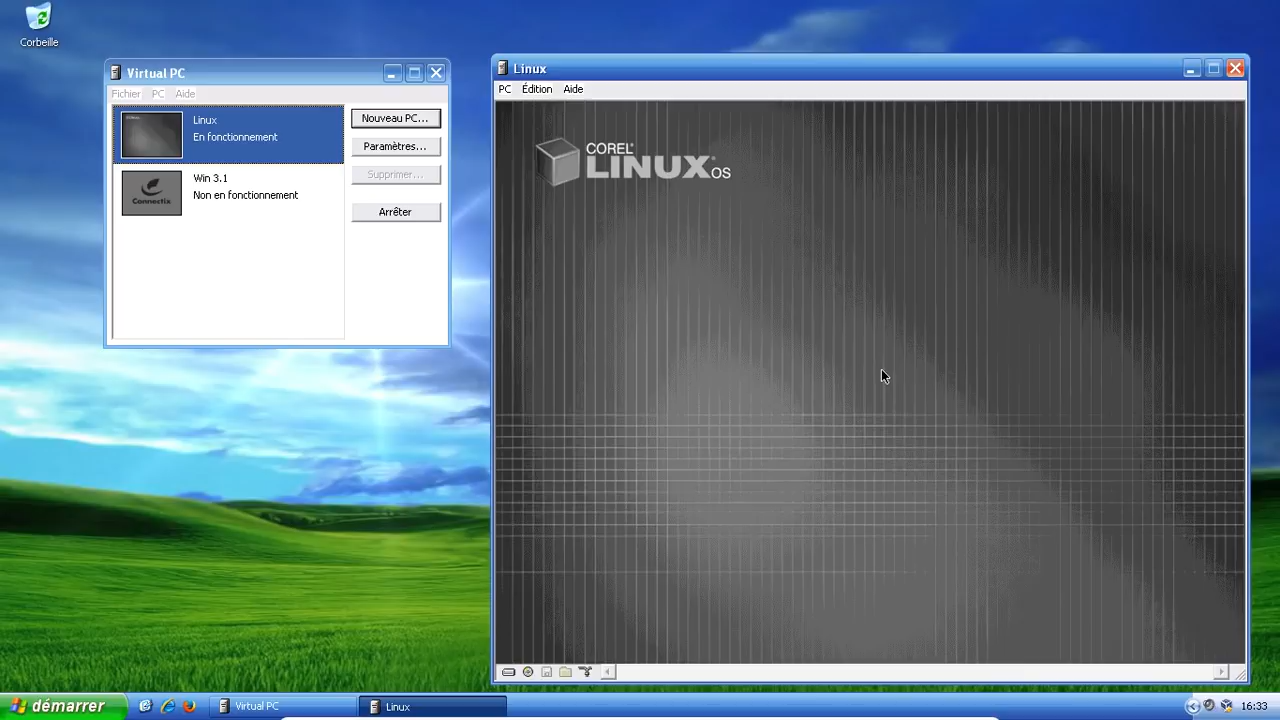 Corbeille
Virtual PC
Fichier PC Aide
Linux
En fonctionnement
Connectix
Win 3.1
Non en fonctionnement
Nouveau PC...
Paramètres...
Supprimer...
Arrêter
Linux
PC Édition Aide
COREL
LINUX OS
démarrer
Virtual PC
Linux
16:33